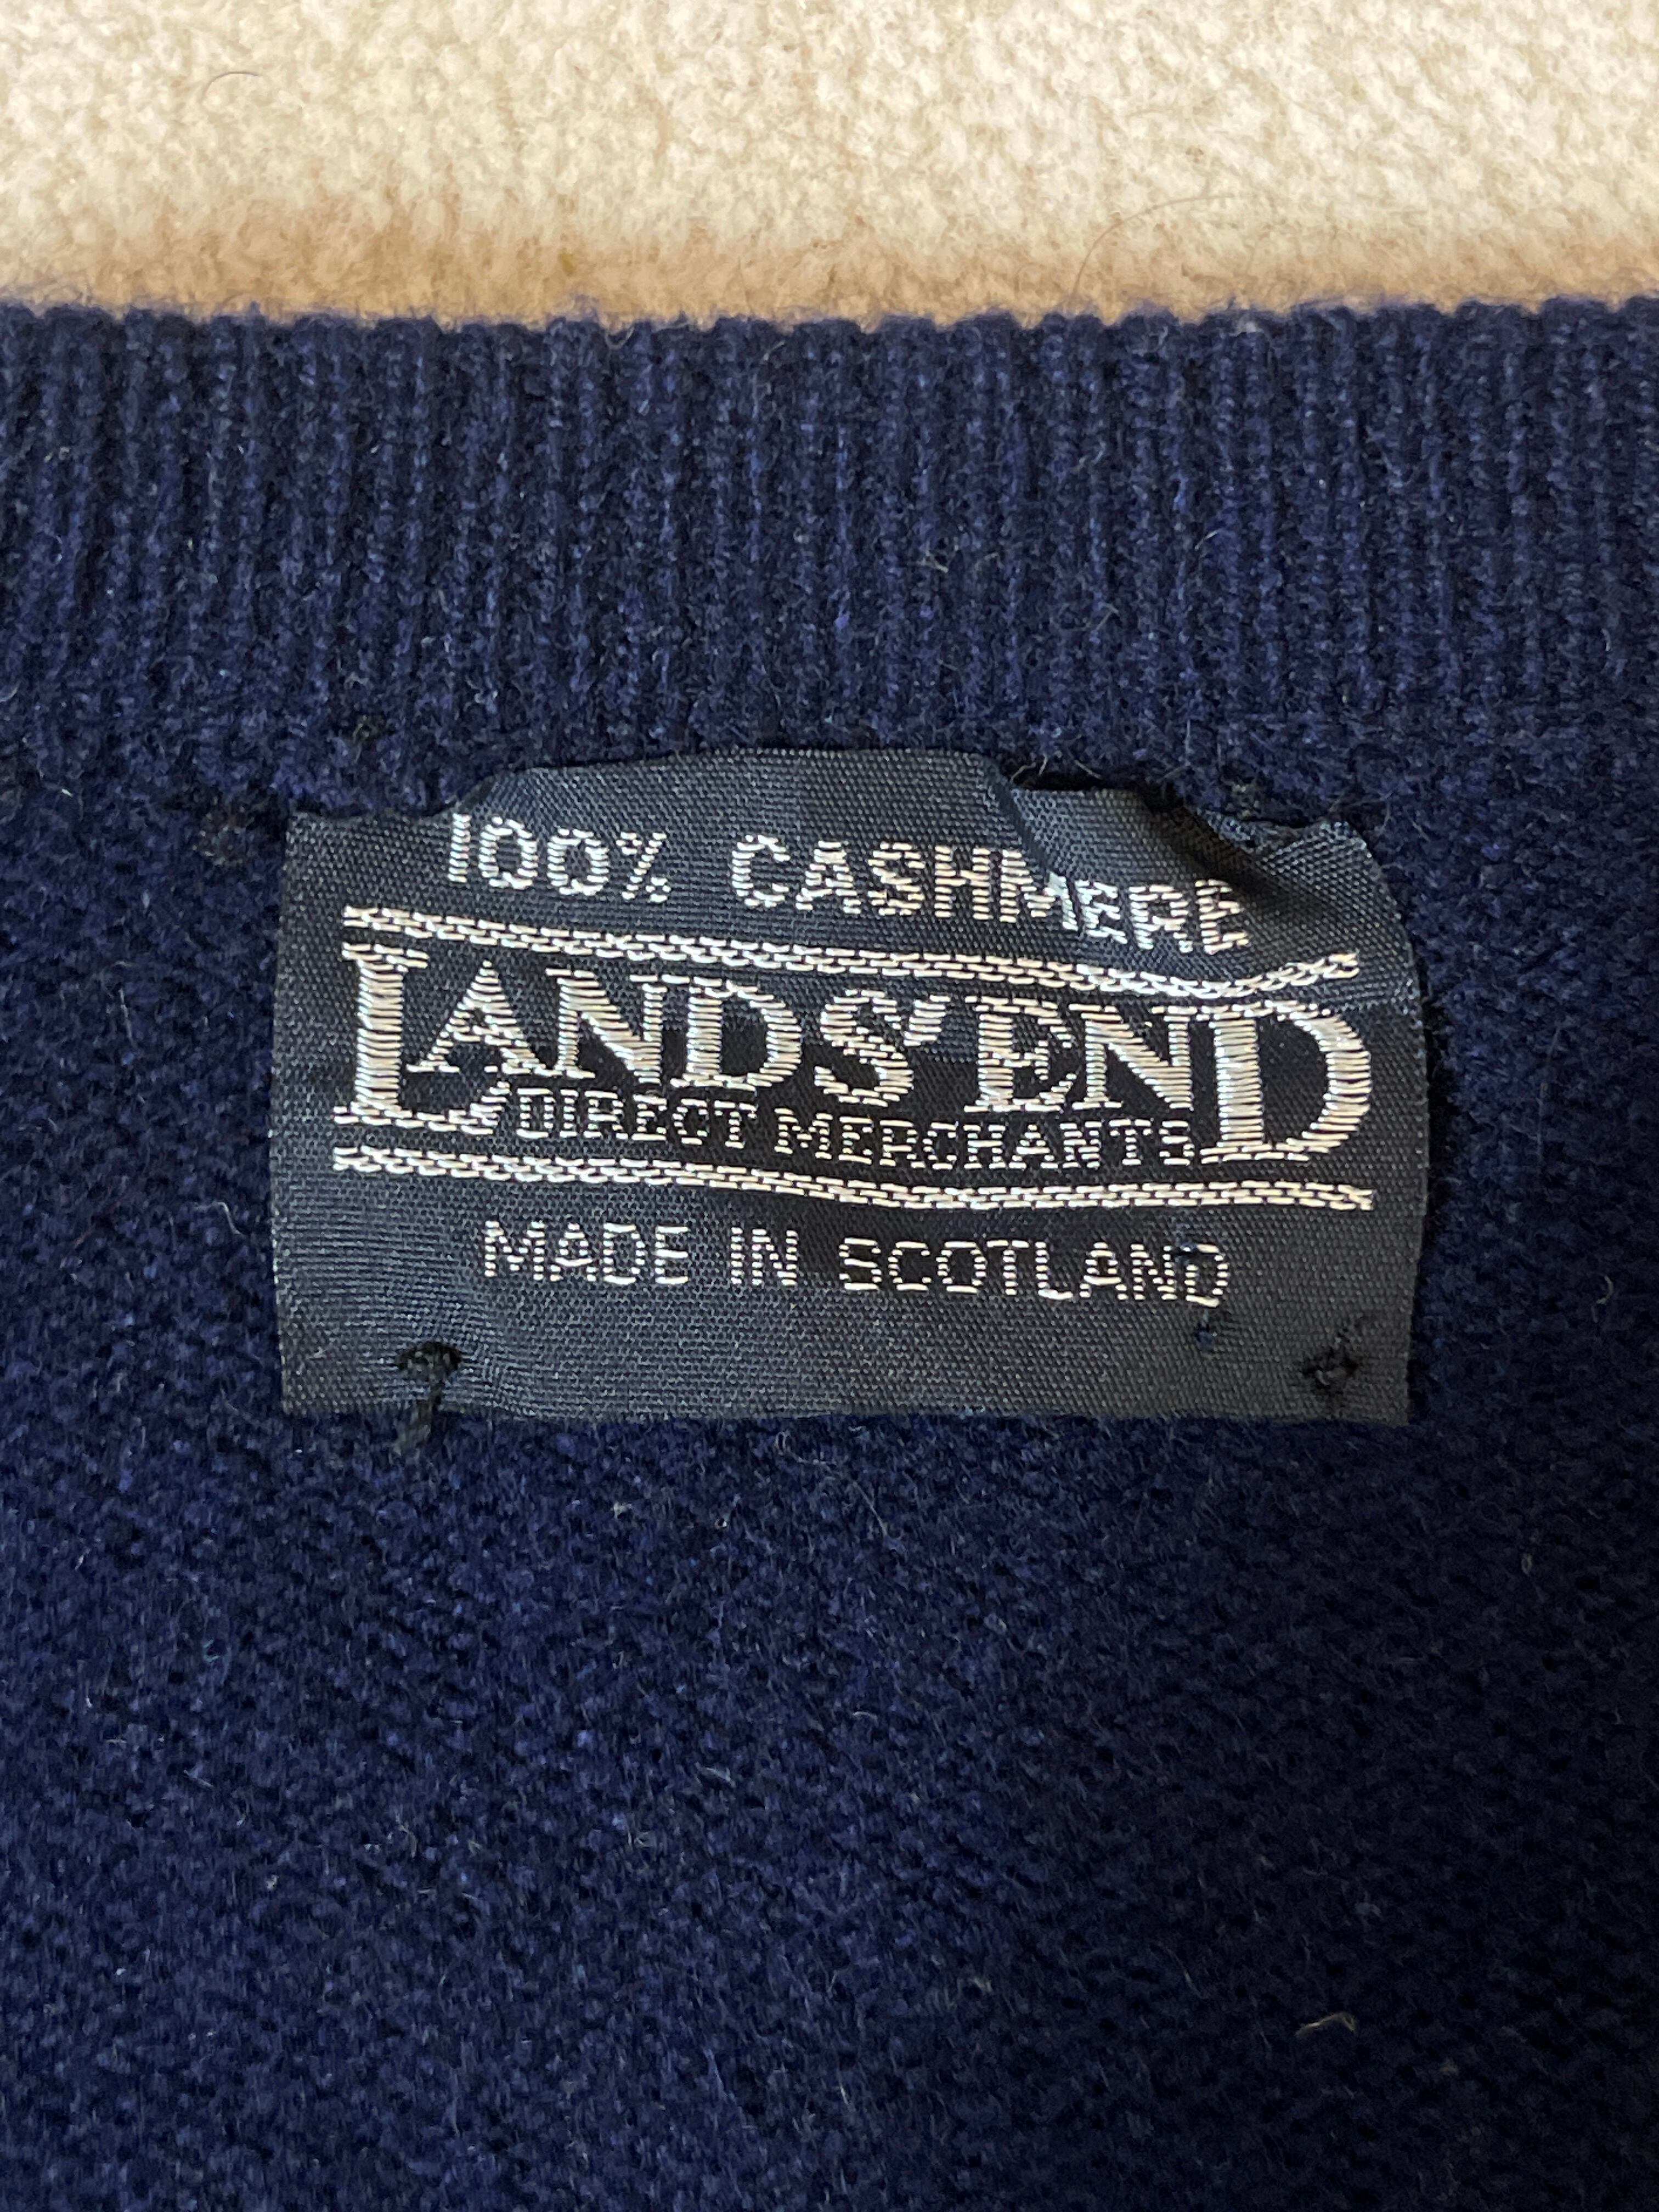 100% CASHMERE
LANDS' END
DIRECT MERCHANTS
MADE IN SCOTLAND